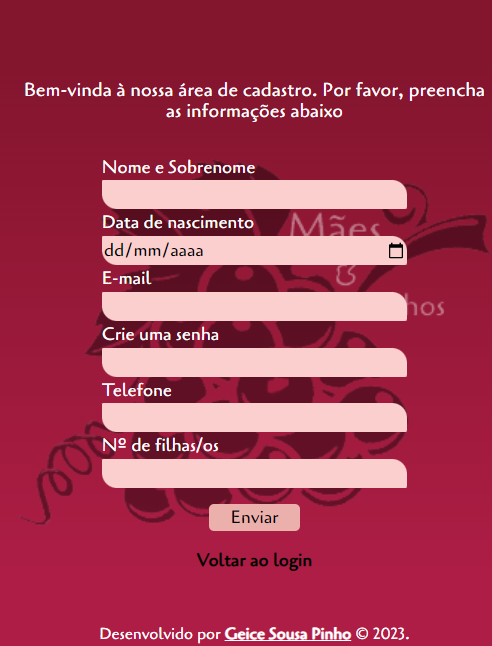 Bem-vinda à nossa área de cadastro. Por favor, preencha
as informações abaixo
Nome e Sobrenome
Data de nascimento
Mães
dd/mm/aaaa
&
E-mail
Crie uma senha
Telefone
Nº de filhas/os
Enviar
Voltar ao login
Desenvolvido por Geice Sousa Pinho © 2023.